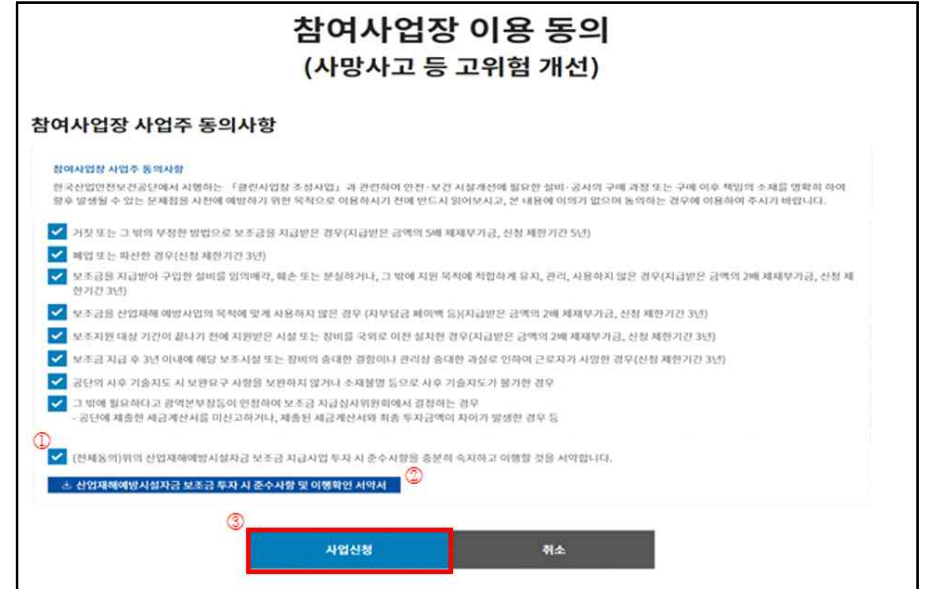 참여사업장 이용 동의
(사망사고 등 고위험 개선)
참여사업장 사업주 동의사항
참여사업장 사업주 동의사항
한국산업안전보건공단에서 시행하는 「클린사업장 조성사업」과 관련하여 안전·보건 시설개선에 필요한 설비·공사의 구매 과정 또는 구매 이후 책임의 소재를 명확히 하여
향후 발생될 수 있는 문제점을 사전에 예방하기 위한 목적으로 이용하시기 전에 반드시 읽어보시고, 본 내용에 이의가 없으며 동의하는 경우에 이용하여 주시기 바랍니다.
거짓 또는 그 밖의 부정한 방법으로 보조금을 지급받은 경우(지급받은 금액의 5배 제재부가금, 신청 제한기간 5년)
폐업 또는 파산한 경우(신청 제한기간 3년)
보조금을 지급받아 구입한 설비를 임의매각, 훼손 또는 분실하거나, 그 밖에 지원 목적에 적합하게 유지, 관리, 사용하지 않은 경우(지급받은 금액의 2배 제재부가금, 신청 제
한기간 3년)
보조금을 산업재해 예방사업의 목적에 맞게 사용하지 않은 경우 (자부담금 페이백 등)(지급받은 금액의 2배 제재부가금, 신청 제한기간 3년)
보조지원 대상 기간이 끝나기 전에 지원받은 시설 또는 장비를 국외로 이전 설치한 경우(지급받은 금액의 2배 제재부가금, 신청 제한기간 3년)
보조금 지급 후 3년 이내에 해당 보조시설 또는 장비의 중대한 결함이나 관리상 중대한 과실로 인하여 근로자가 사망한 경우(신청 제한기간 3년)
공단의 사후 기술지도 시 보완요구 사항을 보완하지 않거나 소재불명 등으로 사후 기술지도가 불가한 경우
그 밖에 필요하다고 광역본부장등이 인정하여 보조금 지급심사위원회에서 결정하는 경우
- 공단에 제출한 세금계산서를 미신고하거나, 제출된 세금계산서와 최종 투자금액이 차이가 발생한 경우 등
①
(전체동의)위의 산업재해예방시설자금 보조금 지급사업 투자 시 준수사항을 충분히 숙지하고 이행할 것을 서약합니다.
산업재해예방시설자금 보조금 투자 시 준수사항 및 이행확인 서약서 ②
③
사업신청 취소